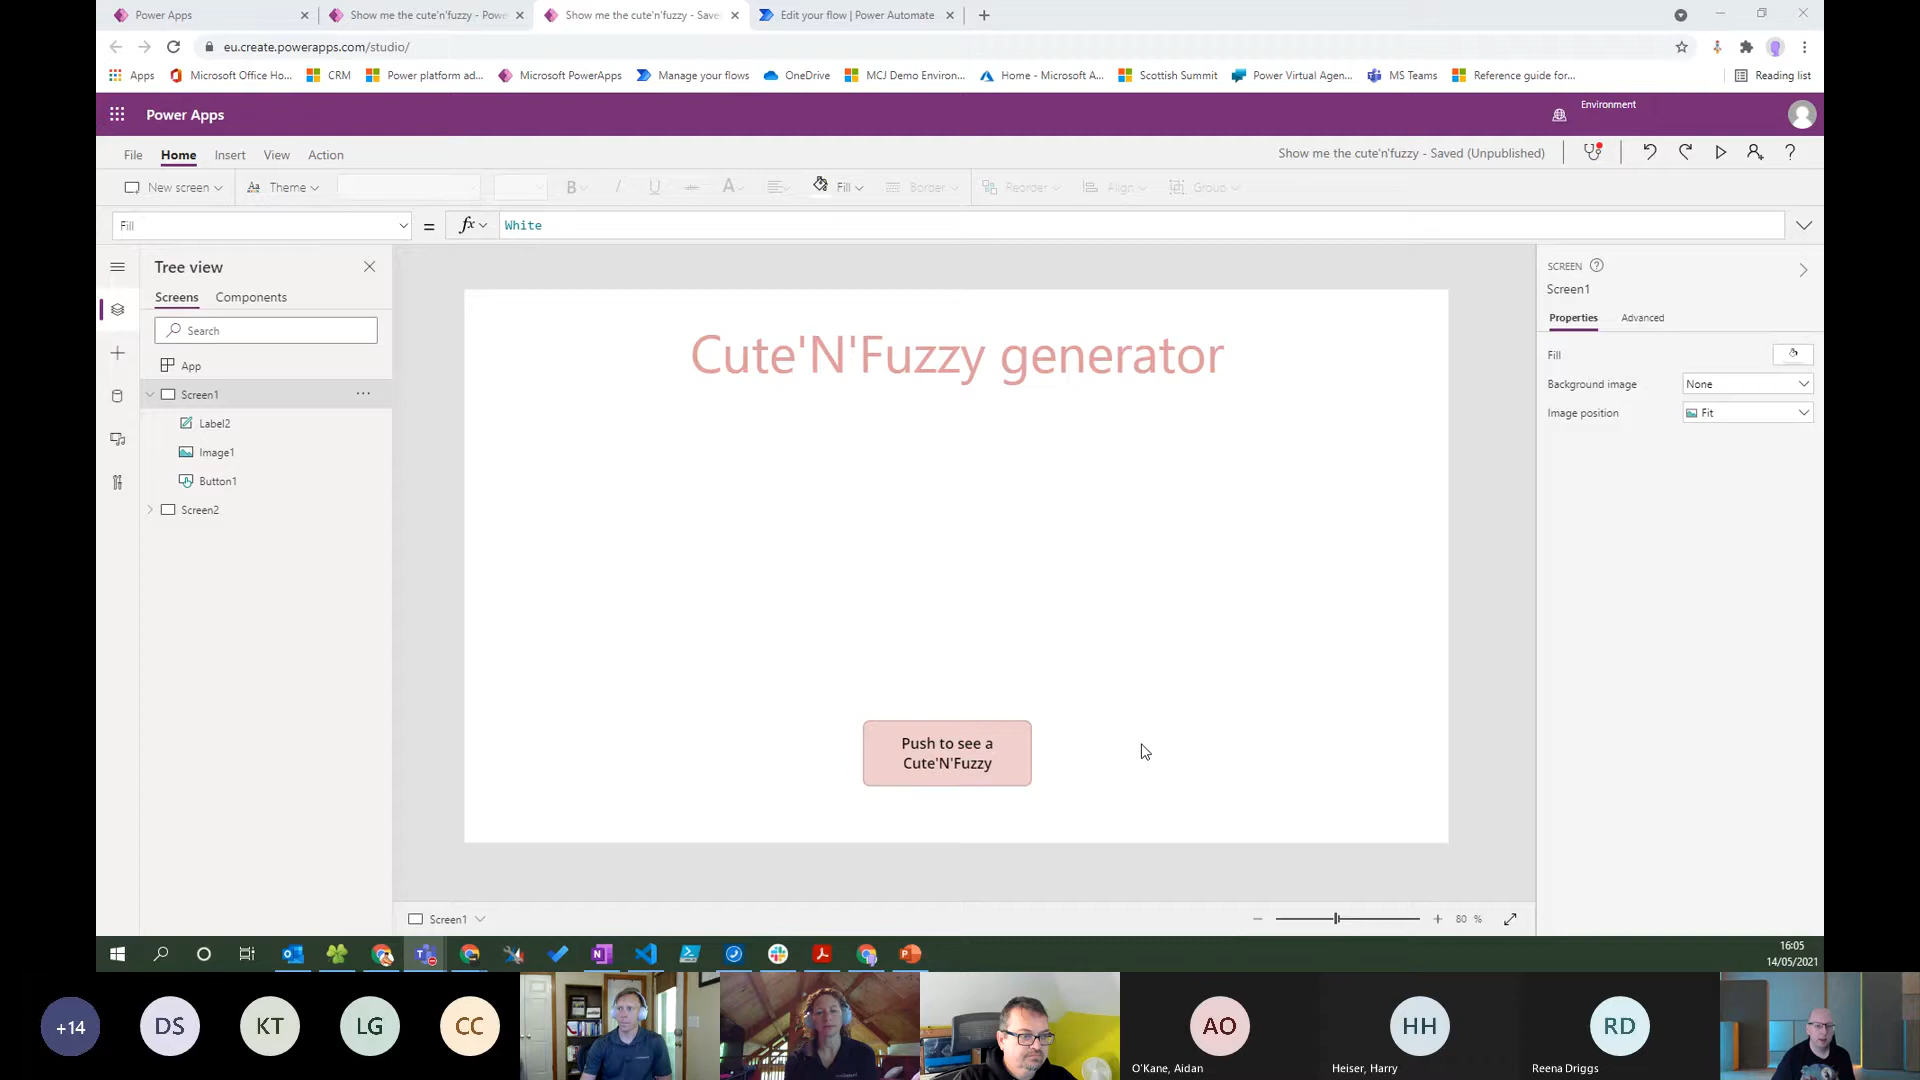 Power Apps
Show me the cute'n'fuzzy - Powe
Show me the cute'n'fuzzy - Save
Edit your flow | Power Automate
eu.create.powerapps.com/studio/
Apps
Microsoft Office Ho...
CRM
Power platform ad...
Microsoft PowerApps
Manage your flows
OneDrive
MCJ Demo Environ...
Home - Microsoft A...
Scottish Summit
Power Virtual Agen...
MS Teams
Reference guide for...
Reading list
Power Apps
Environment
File
Home
Insert
View
Action
Show me the cute'n'fuzzy - Saved (Unpublished)
New screen
Theme
Fill
Border
Reorder
Align
Group
Fill
=
fx
White
Tree view
Screens
Components
Search
App
Screen1
Label2
Image1
Button1
Screen2
Cute'N'Fuzzy generator
Push to see a
Cute'N'Fuzzy
SCREEN
Screen1
Properties
Advanced
Fill
Background image
None
Image position
Fit
Screen1
80 %
16:05
14/05/2021
+14
DS
KT
LG
CC
AO
O'Kane, Aidan
HH
Heiser, Harry
RD
Reena Driggs